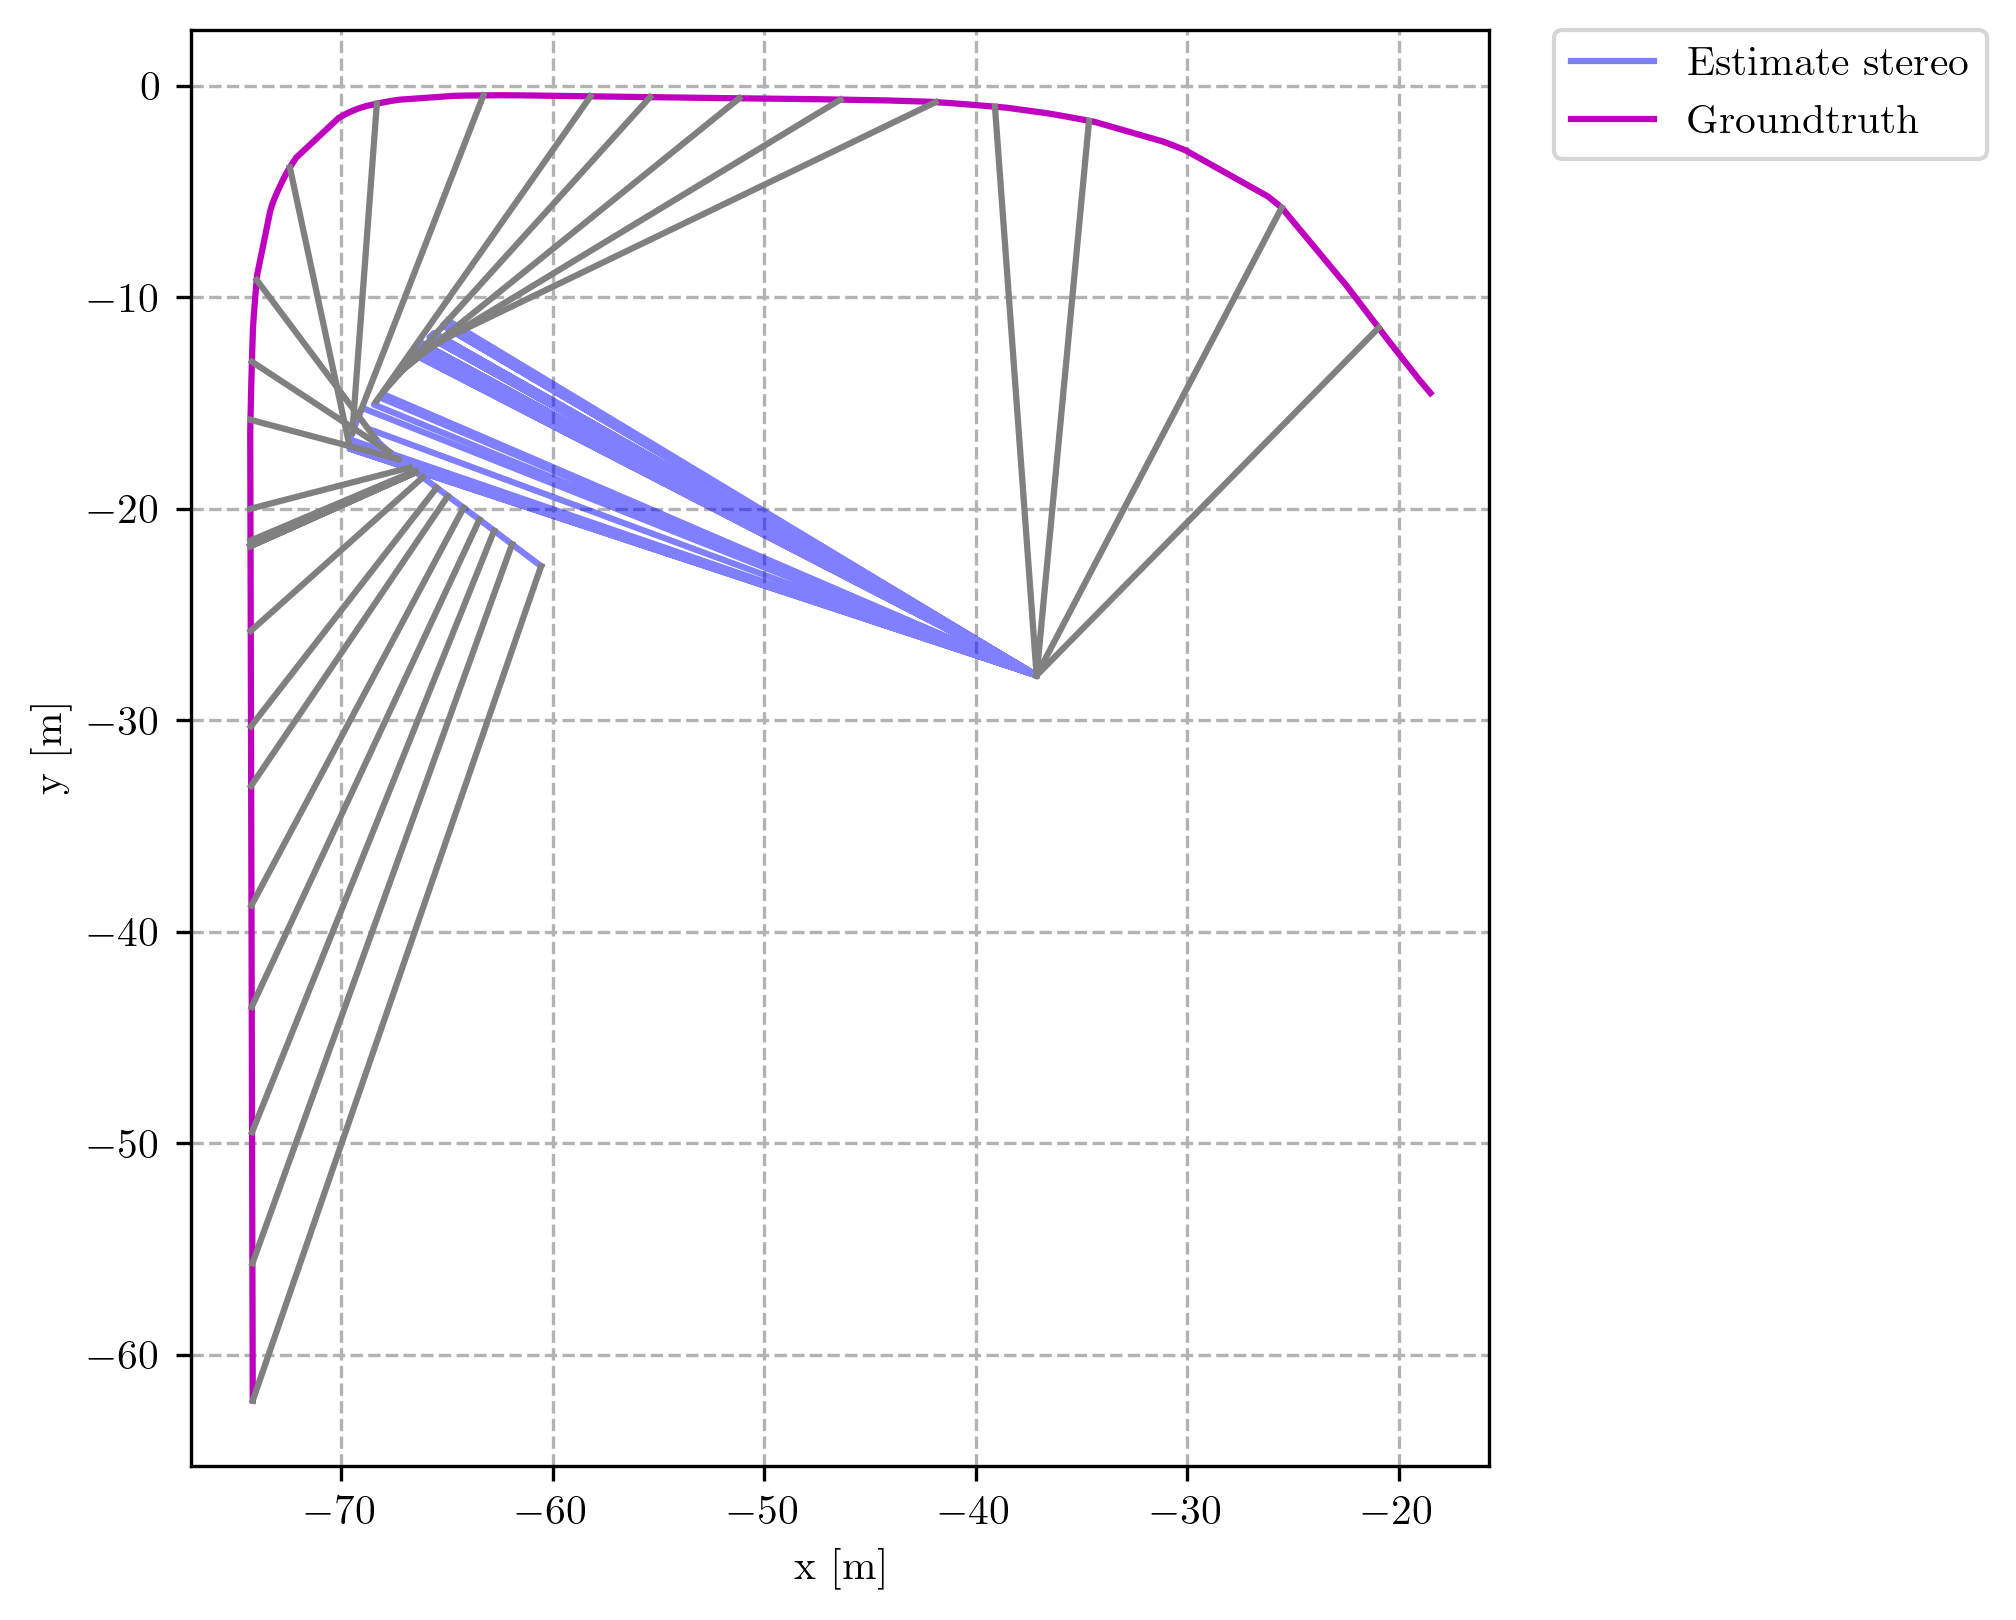 Estimate stereo
Groundtruth
0
−10
−20
−30
−40
−50
−60
y [m]
−70 −60 −50 −40 −30 −20
x [m]